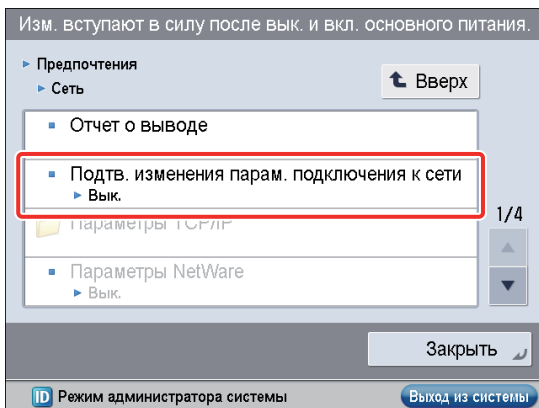 Изм. вступают в силу после вык. и вкл. основного питания.
Предпочтения
Сеть
Вверх
Отчет о выводе
Подтв. изменения парам. подключения к сети
Вык.
Параметры TCP/IP
1/4
Параметры NetWare
Вык.
Закрыть
ID Режим администратора системы
Выход из системы